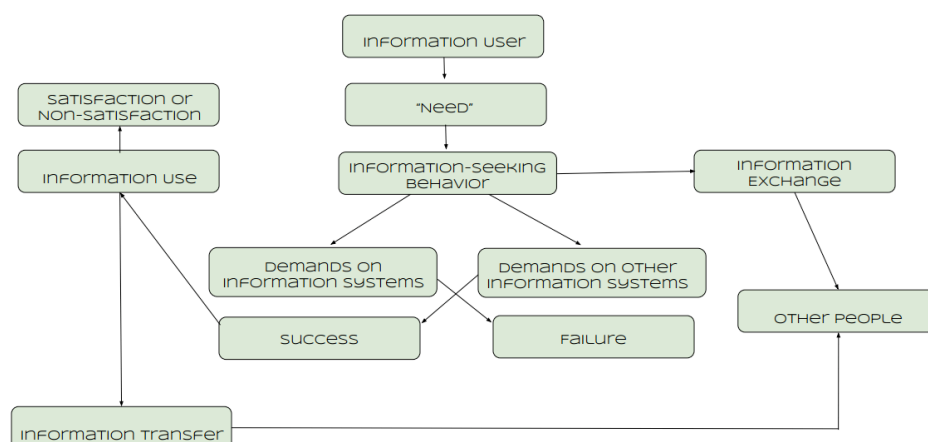 Information User
"Need"
Satisfaction or
Non-Satisfaction
Information Use
Information-Seeking
Behavior
Information
Exchange
Demands on
Information Systems
Demands on Other
Information Systems
Success
Failure
Other People
Information Transfer